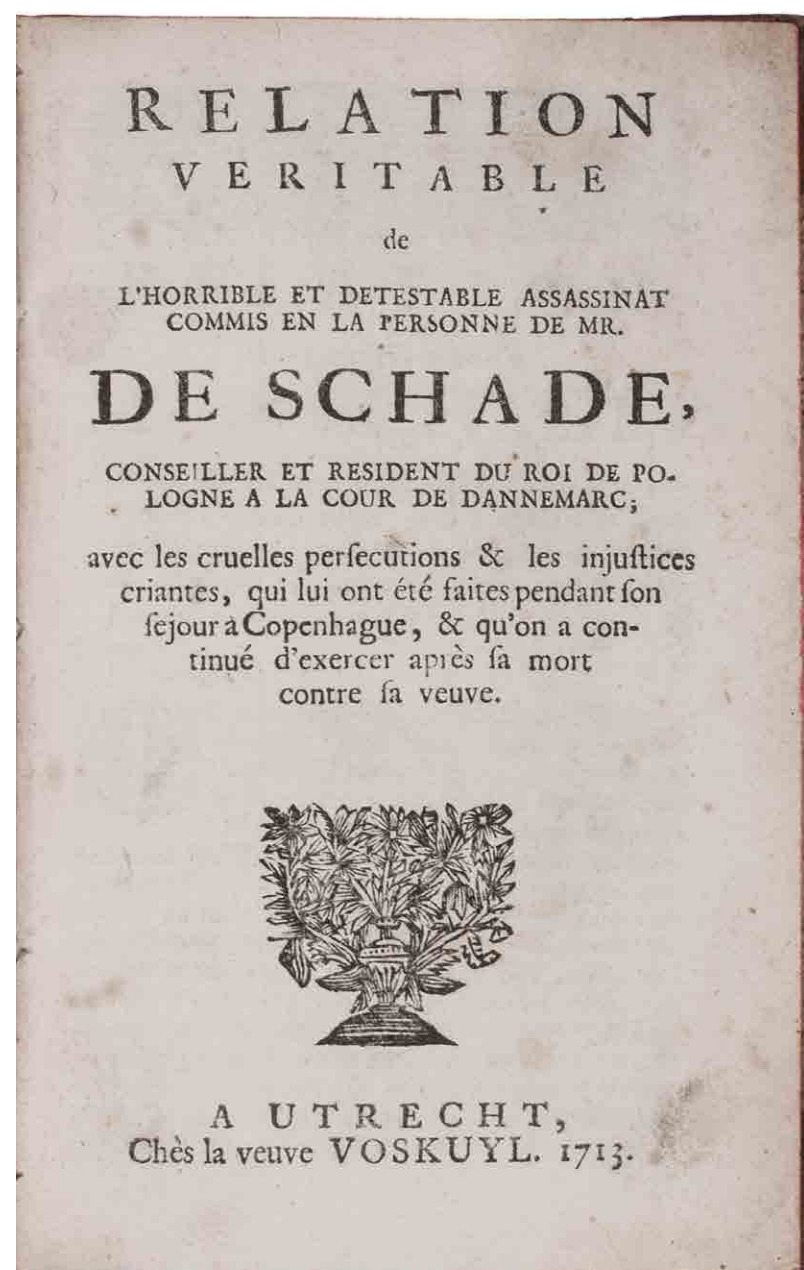 RELATION
VERITABLE
de
L'HORRIBLE ET DETESTABLE ASSASSINAT
COMMIS EN LA PERSONNE DE MR.
DE SCHADE,
CONSEILLER ET RESIDENT DU ROI DE PO-
LOGNE A LA COUR DE DANNEMARC;
avec les cruelles perſecutions & les injuſtices
criantes, qui lui ont été faites pendant ſon
ſejour à Copenhague, & qu'on a con-
tinué d'exercer après ſa mort
contre ſa veuve.
A UTRECHT,
Chès la veuve VOSKUYL. 1713.